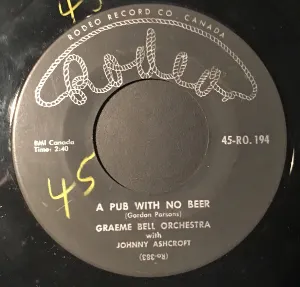 45
RODEO RECORD CO. CANADA
Rodeo
BMI Canada
Time: 2:40
45-RO. 194
45
A PUB WITH NO BEER
(Gordon Parsons)
GRAEME BELL ORCHESTRA
with
JOHNNY ASHCROFT
(Ro-383)